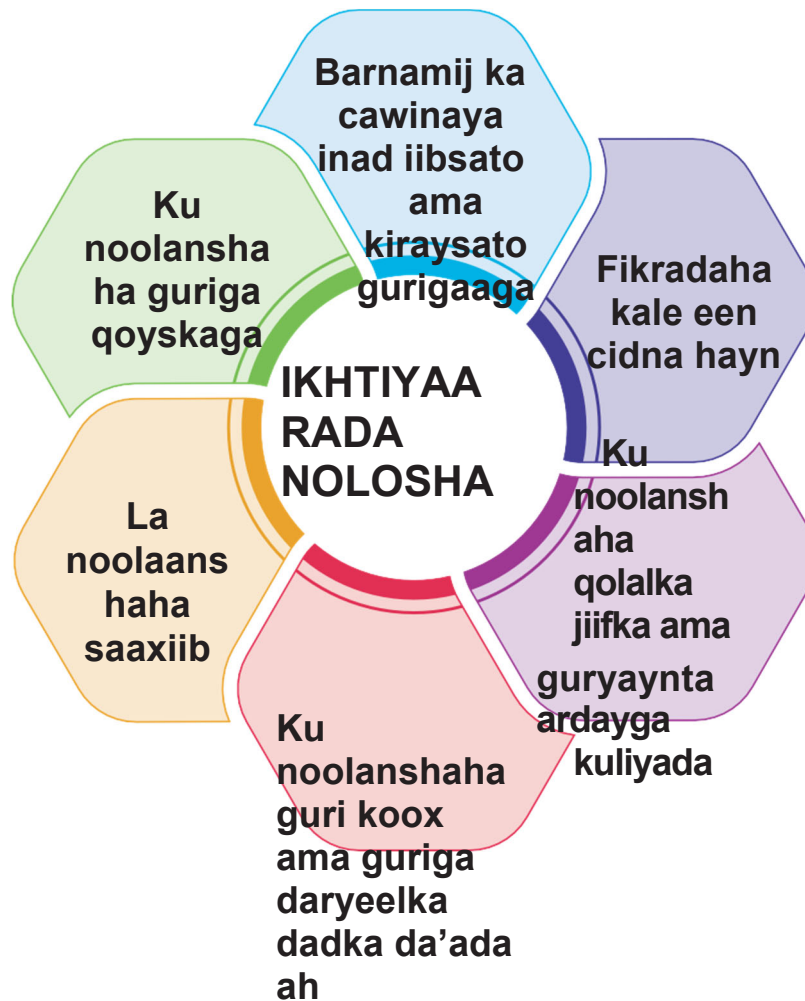 Barnamij ka
cawinaya
inad iibsato
ama
kiraysato
gurigaaga
Fikradaha
kale een
cidna hayn
Ku
noolansh
aha
qolalka
jiifka ama
guryaynta
ardayga
kuliyada
Ku
noolanshaha
guri koox
ama guriga
daryeelka
dadka da’ada
ah
La
noolaans
haha
saaxiib
Ku
noolansha
ha guriga
qoyskaga
IKHTIYAA
RADA
NOLOSHA